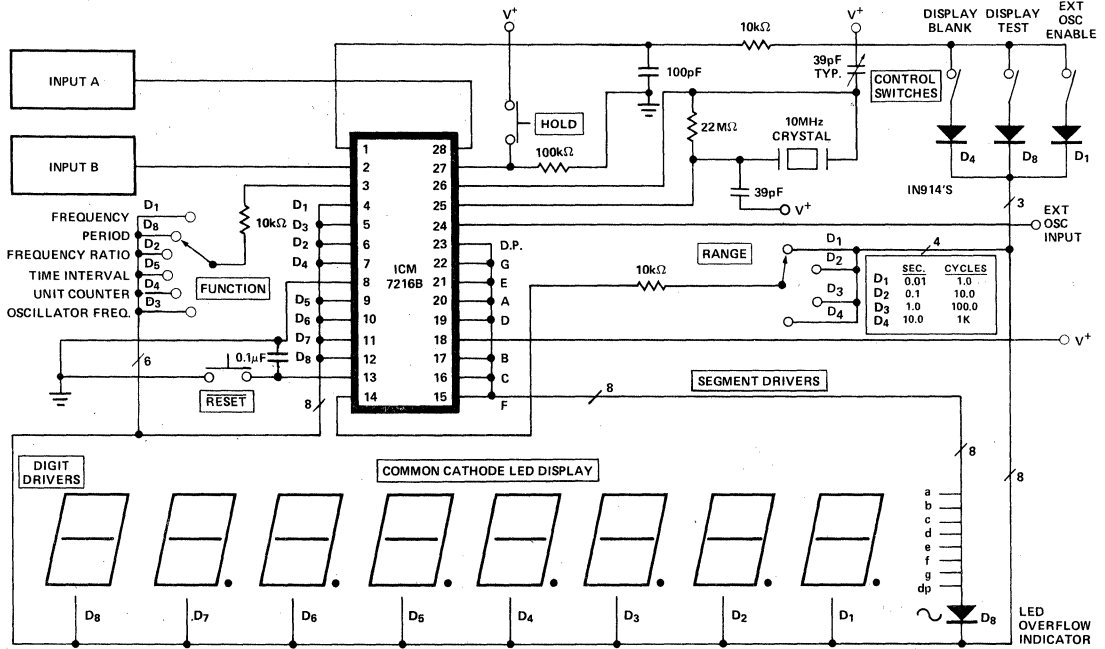 INPUT A
INPUT B
V+
HOLD
100kΩ
100pF
10kΩ
V+
39pF
TYP.
CONTROL
SWITCHES
DISPLAY
BLANK
DISPLAY
TEST
EXT
OSC
ENABLE
22MΩ
10MHz
CRYSTAL
39pF
V+
D4
D8
D1
IN914'S
3
EXT
OSC
INPUT
FREQUENCY
PERIOD
FREQUENCY RATIO
TIME INTERVAL
UNIT COUNTER
OSCILLATOR FREQ.
D1
D8
D2
D5
D4
D3
FUNCTION
10kΩ
D1
D3
D2
D4
D5
D6
D7
D8
1
2
3
4
5
6
7
8
9
10
11
12
13
14
ICM
7216B
28
27
26
25
24
23
22
21
20
19
18
17
16
15
D.P.
G
E
A
D
B
C
F
10kΩ
RANGE
D1
D2
D3
D4
4
SEC. CYCLES
D1 0.01 1.0
D2 0.1 10.0
D3 1.0 100.0
D4 10.0 1K
V+
0.1μF
RESET
6
8
SEGMENT DRIVERS
8
8
8
DIGIT
DRIVERS
COMMON CATHODE LED DISPLAY
a
b
c
d
e
f
g
dp
D8
D7
D6
D5
D4
D3
D2
D1
D8
LED
OVERFLOW
INDICATOR